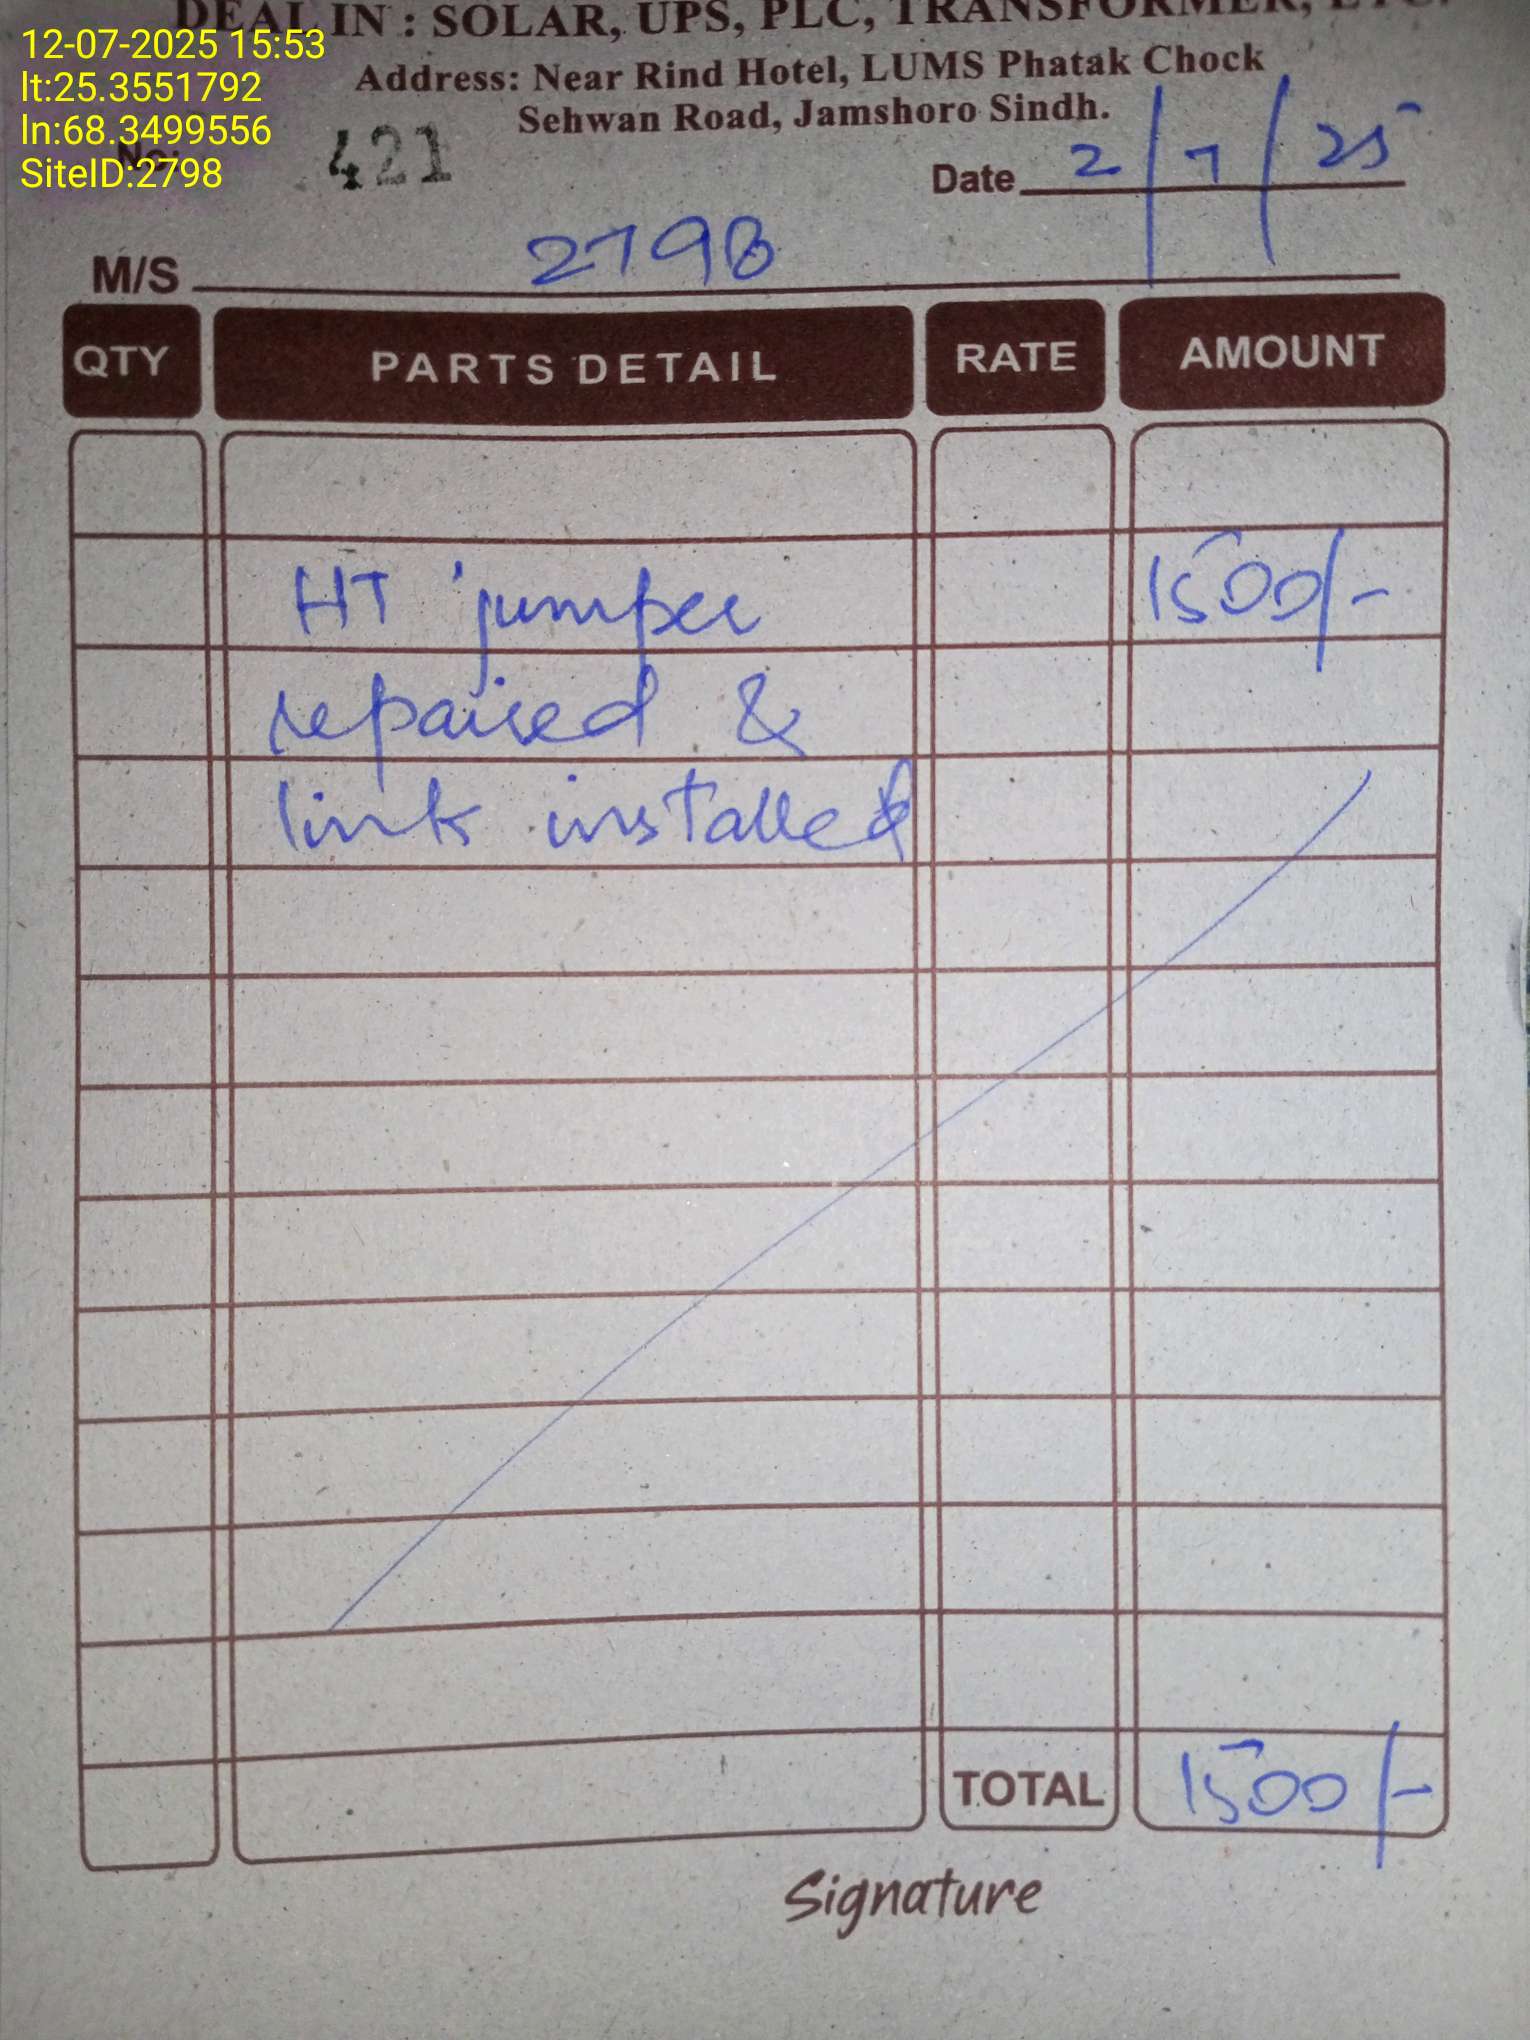 DEAL IN : SOLAR, UPS, PLC, TRANSFORMER, ETC.
12-07-2025 15:53
lt:25.3551792
ln:68.3499556
SiteID:2798
Address: Near Rind Hotel, LUMS Phatak Chock
Sehwan Road, Jamshoro Sindh.
No: 421
Date 2/7/25
M/S 2798
QTY PARTS DETAIL RATE AMOUNT
HT jumper 1500/-
repaired &
link installed
TOTAL 1500/-
Signature